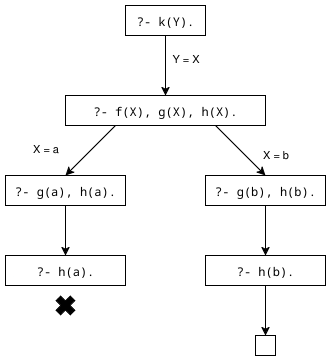 ?- k(Y).
Y = X
?- f(X), g(X), h(X).
X = a
X = b
?- g(a), h(a).
?- g(b), h(b).
?- h(a).
?- h(b).